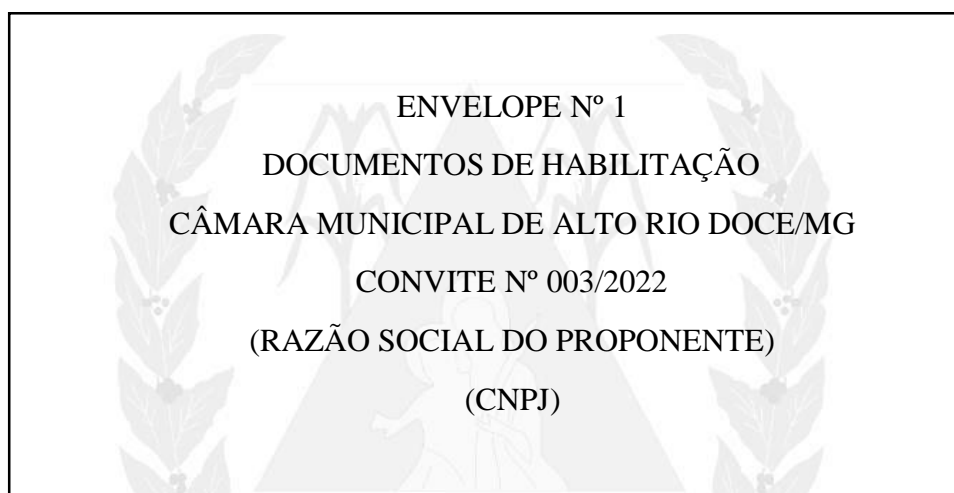 ENVELOPE Nº 1
DOCUMENTOS DE HABILITAÇÃO
CÂMARA MUNICIPAL DE ALTO RIO DOCE/MG
CONVITE Nº 003/2022
(RAZÃO SOCIAL DO PROPONENTE)
(CNPJ)